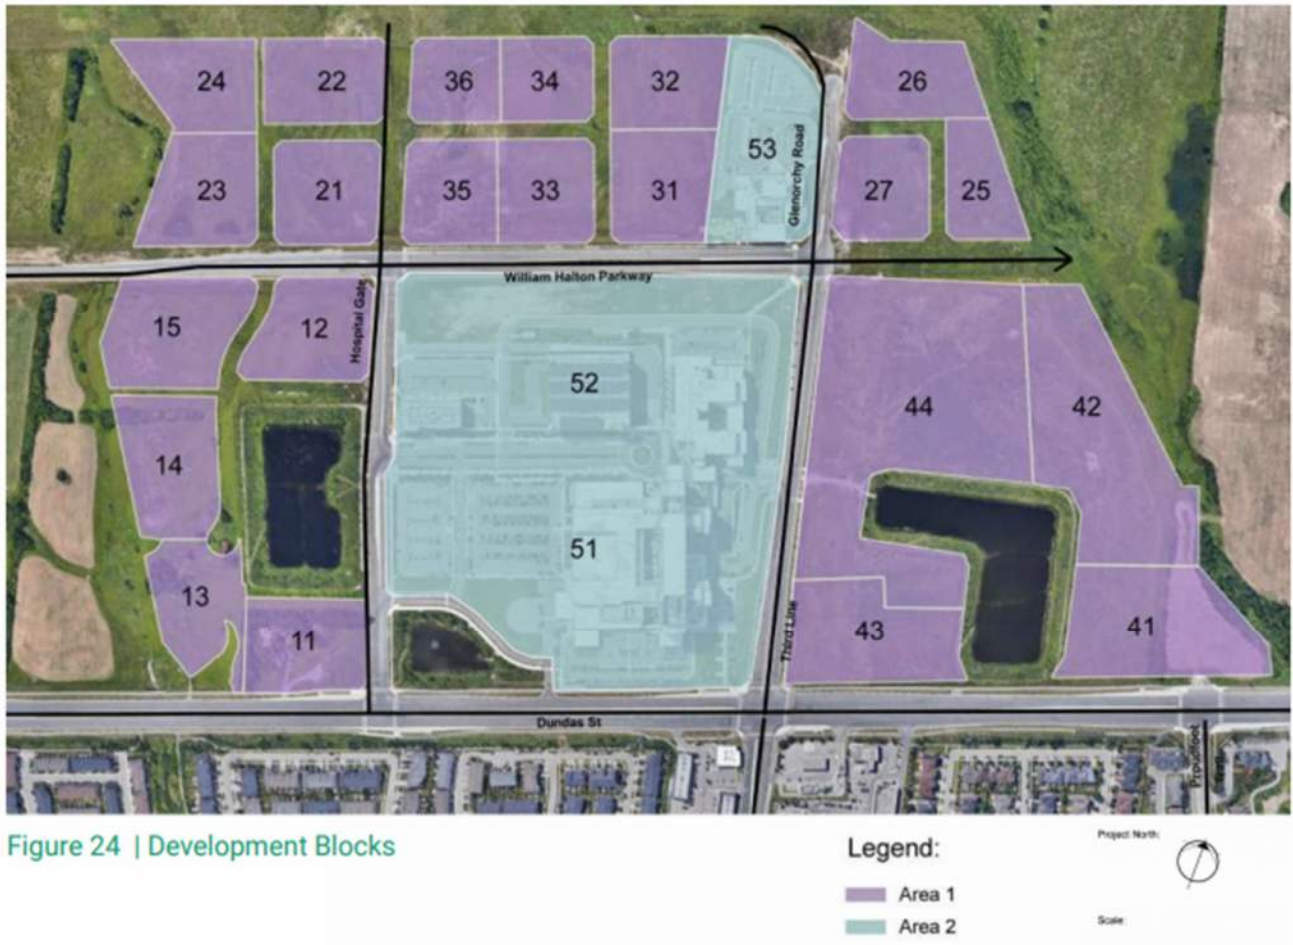 24
22
36
34
32
26
53
Glenorchy Road
23
21
35
33
31
27
25
William Halton Parkway
15
12
Hospital Gate
52
44
42
14
51
13
11
43
41
Third Line
Dundas St
Proudfoot
Figure 24 | Development Blocks
Legend:
Area 1
Area 2
Project North:
Scale: